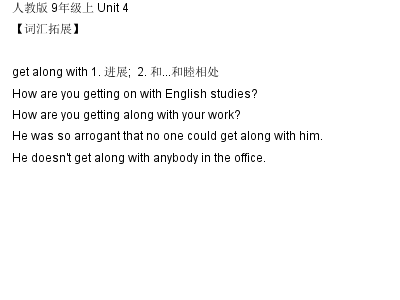 人教版 9年级上 Unit 4
【词汇拓展】
get along with 1. 进展;  2. 和...和睦相处
How are you getting on with English studies?
How are you getting along with your work?
He was so arrogant that no one could get along with him.
He doesn't get along with anybody in the office.